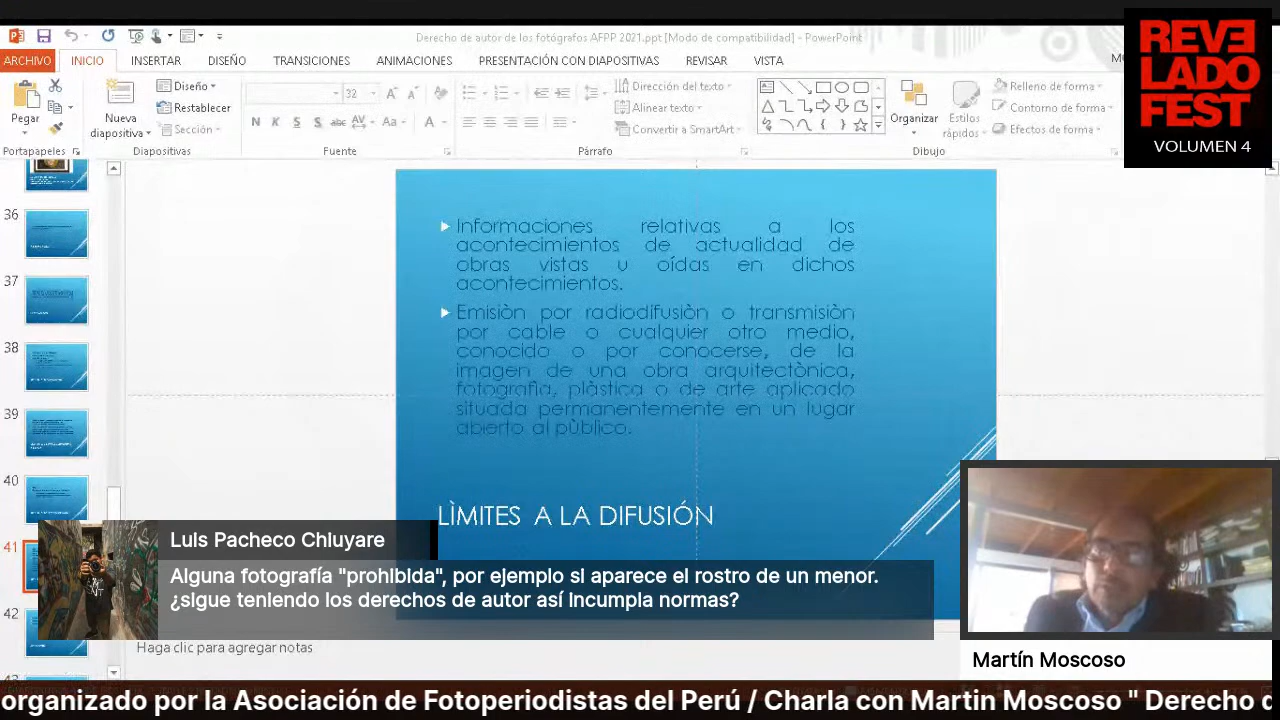 Derecho de autor de los fotógrafos AFPP 2021.ppt [Modo de compatibilidad] - PowerPoint
ARCHIVO INICIO INSERTAR DISEÑO TRANSICIONES ANIMACIONES PRESENTACIÓN CON DIAPOSITIVAS REVISAR VISTA
Pegar
Portapapeles
Nueva
diapositiva
Diseño
Restablecer
Sección
Diapositivas
32
N K S S abc AV Aa A
Fuente
Dirección del texto
Alinear texto
Convertir a SmartArt
Párrafo
Organizar
Estilos
rápidos
Relleno de forma
Contorno de forma
Efectos de forma
Dibujo
REVE
LADO
FEST
VOLUMEN 4
36
37
38
39
40
41
42
Informaciones relativas a los
acontecimientos de actualidad de
obras vistas u oídas en dichos
acontecimientos.
Emisiòn por radiodifusiòn o transmisiòn
por cable o cualquier otro medio,
conocido o por conocerse, de la
imagen de una obra arquitectònica,
fotografìa, plàstica o de arte aplicado
situada permanentemente en un lugar
abierto al pùblico.
LÌMITES A LA DIFUSIÓN
Luis Pacheco Chiuyare
Alguna fotografía "prohibida", por ejemplo si aparece el rostro de un menor.
¿sigue teniendo los derechos de autor así incumpla normas?
Haga clic para agregar notas
Martín Moscoso
organizado por la Asociación de Fotoperiodistas del Perú / Charla con Martin Moscoso " Derecho